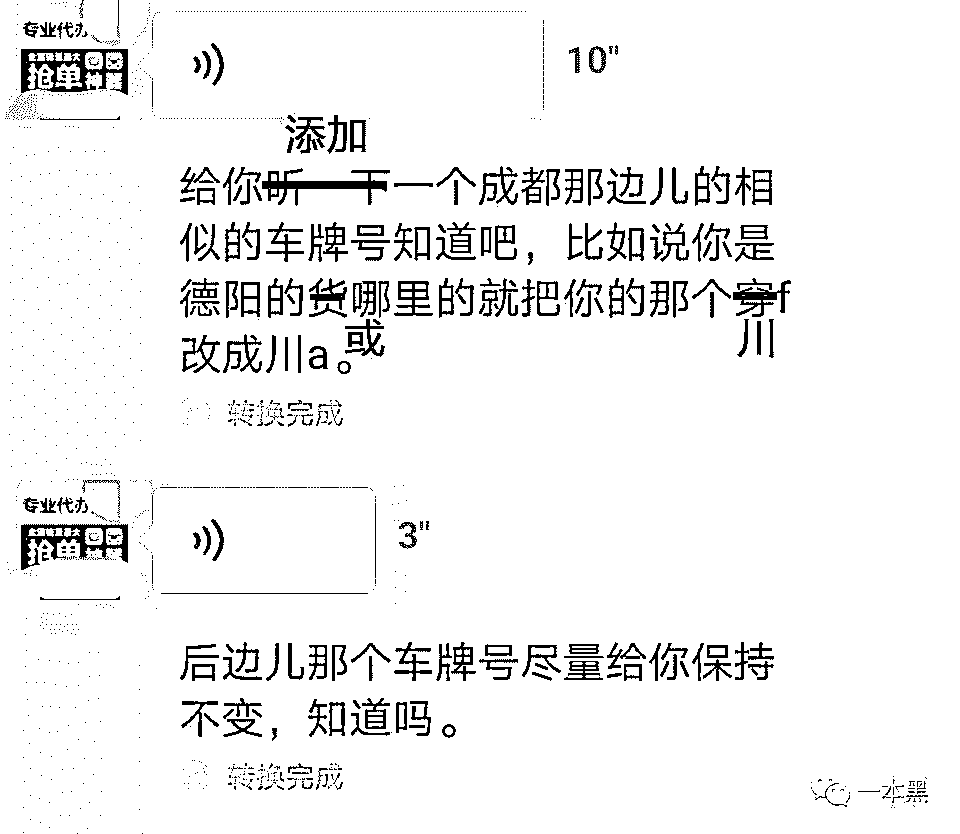 专业代办
抢单神器
10"
添加
给你听一下一个成都那边儿的相
似的车牌号知道吧，比如说你是
德阳的货哪里的就把你的那个穿f
或
川
改成川a。
转换完成
专业代办
抢单
3"
后边儿那个车牌号尽量给你保持
不变，知道吗。
转换完成
一本黑